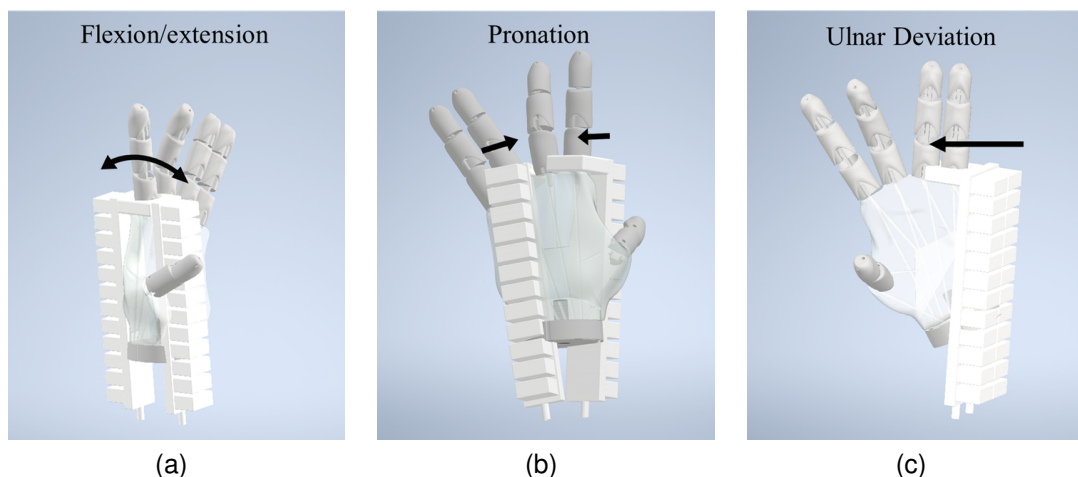 Flexion/extension
Pronation
Ulnar Deviation
(a)
(b)
(c)